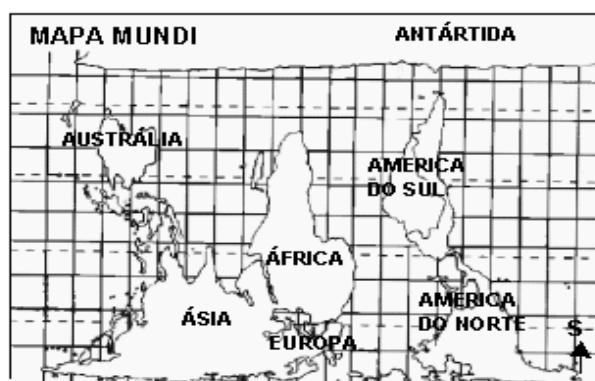 MAPA MUNDI
ANTÁRTIDA
AUSTRÁLIA
AMERICA
DO SUL
ÁFRICA
ÁSIA
EUROPA
AMERICA
DO NORTE
S